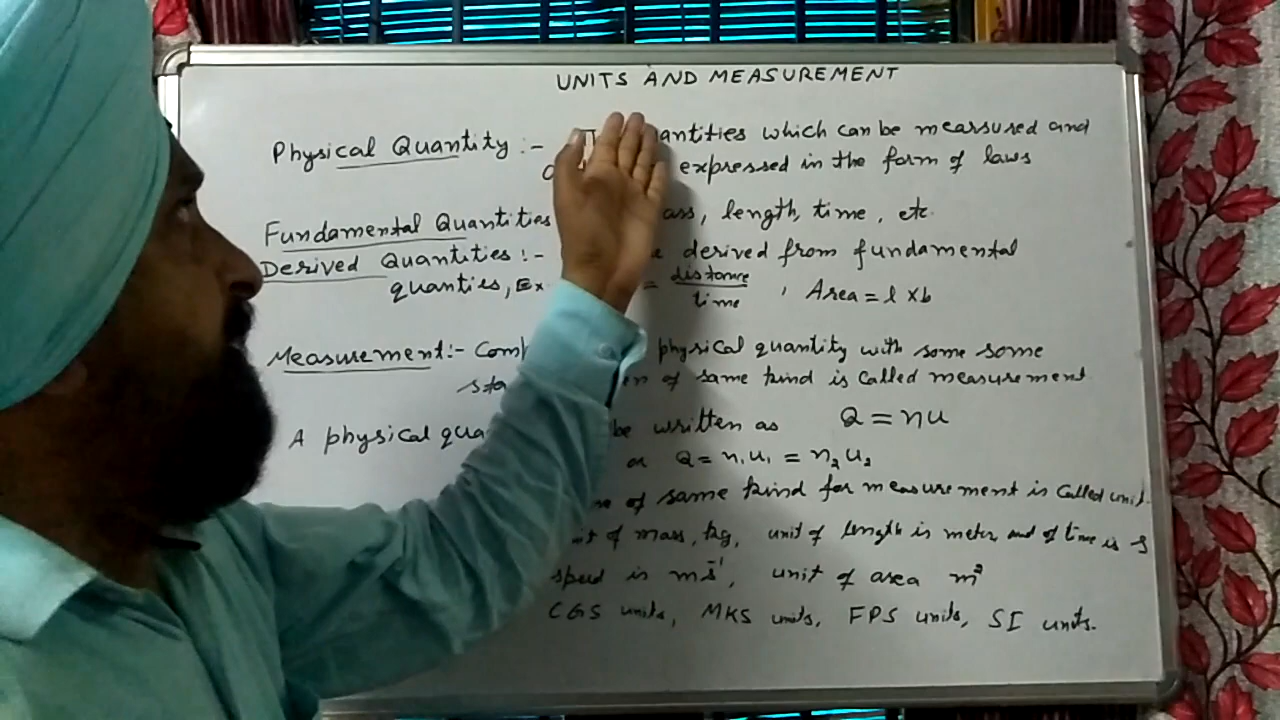 UNITS AND MEASUREMENT
Physical Quantity :- antities which can be mearsured and
expressed in the form of laws
Fundamental Quantities ass, length, time, etc.
Derived Quantities :- derived from fundamental
quanties, Ex = distance / time , Area = l × b
Measurement :- Com physical quantity with some some
sta of same kind is called measurement
A physical qua be written as Q = nu
or Q = n₁u₁ = n₂u₂
of same kind for measurement is called unit.
of mass, kg, unit of length is meter and of time is s
speed is ms⁻¹, unit of area m²
CGS units, MKS units, FPS units, SI units.